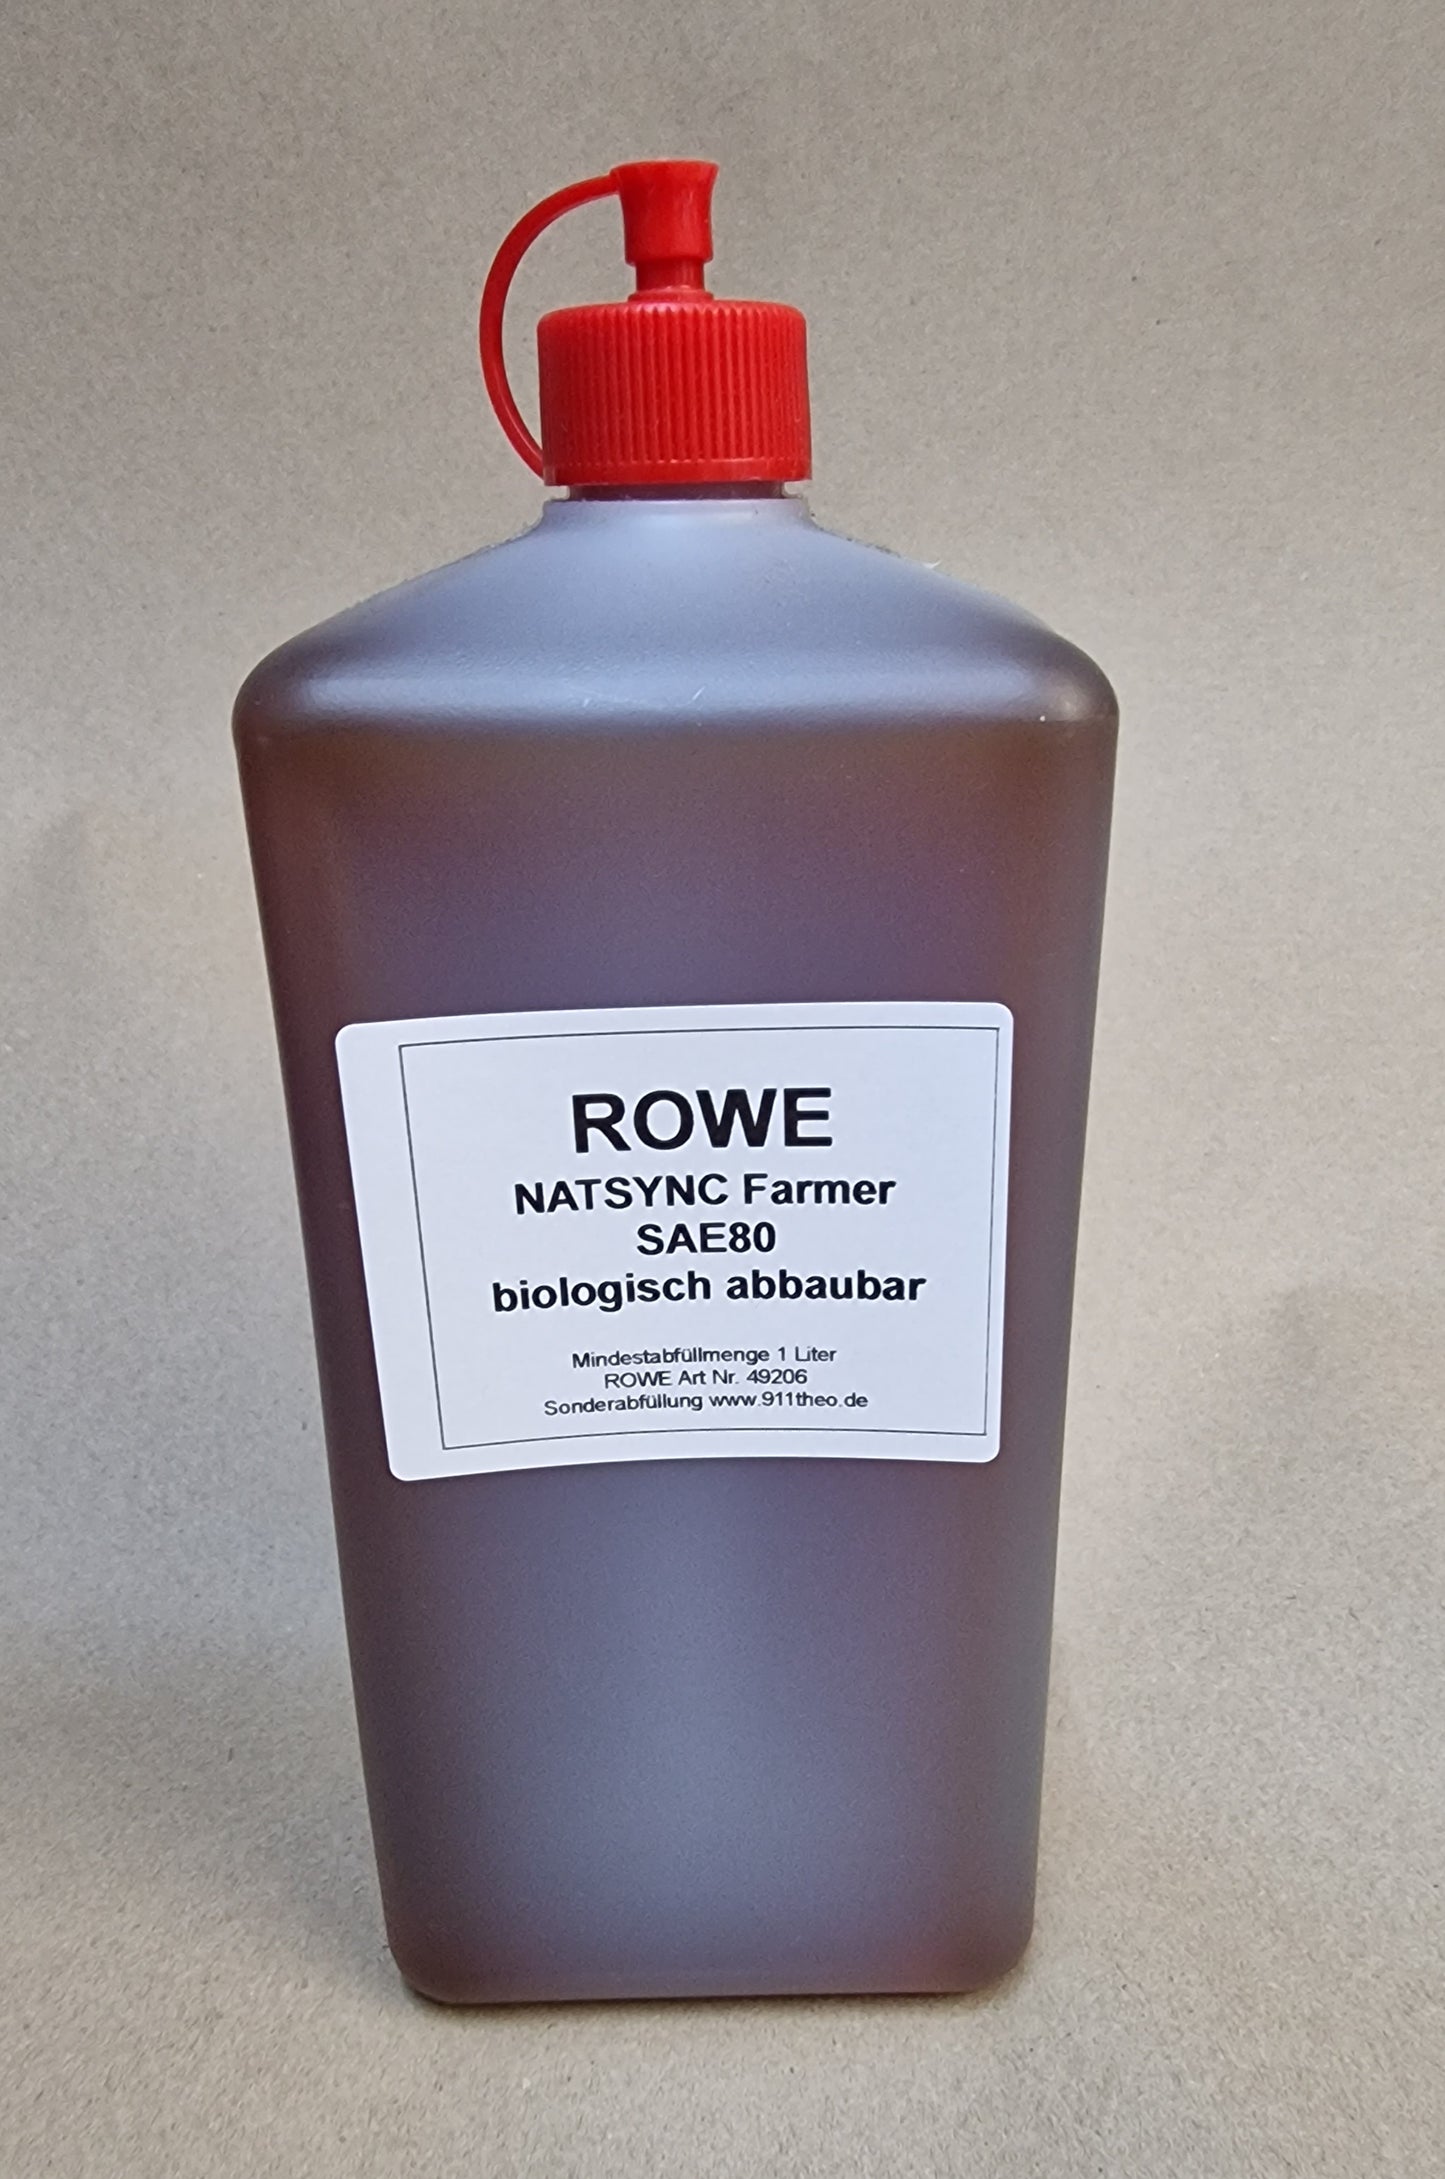 ROWE
NATSYNC Farmer
SAE80
biologisch abbaubar
Mindestabfüllmenge 1 Liter
ROWE Art Nr. 49206
Sonderabfüllung www.911theo.de